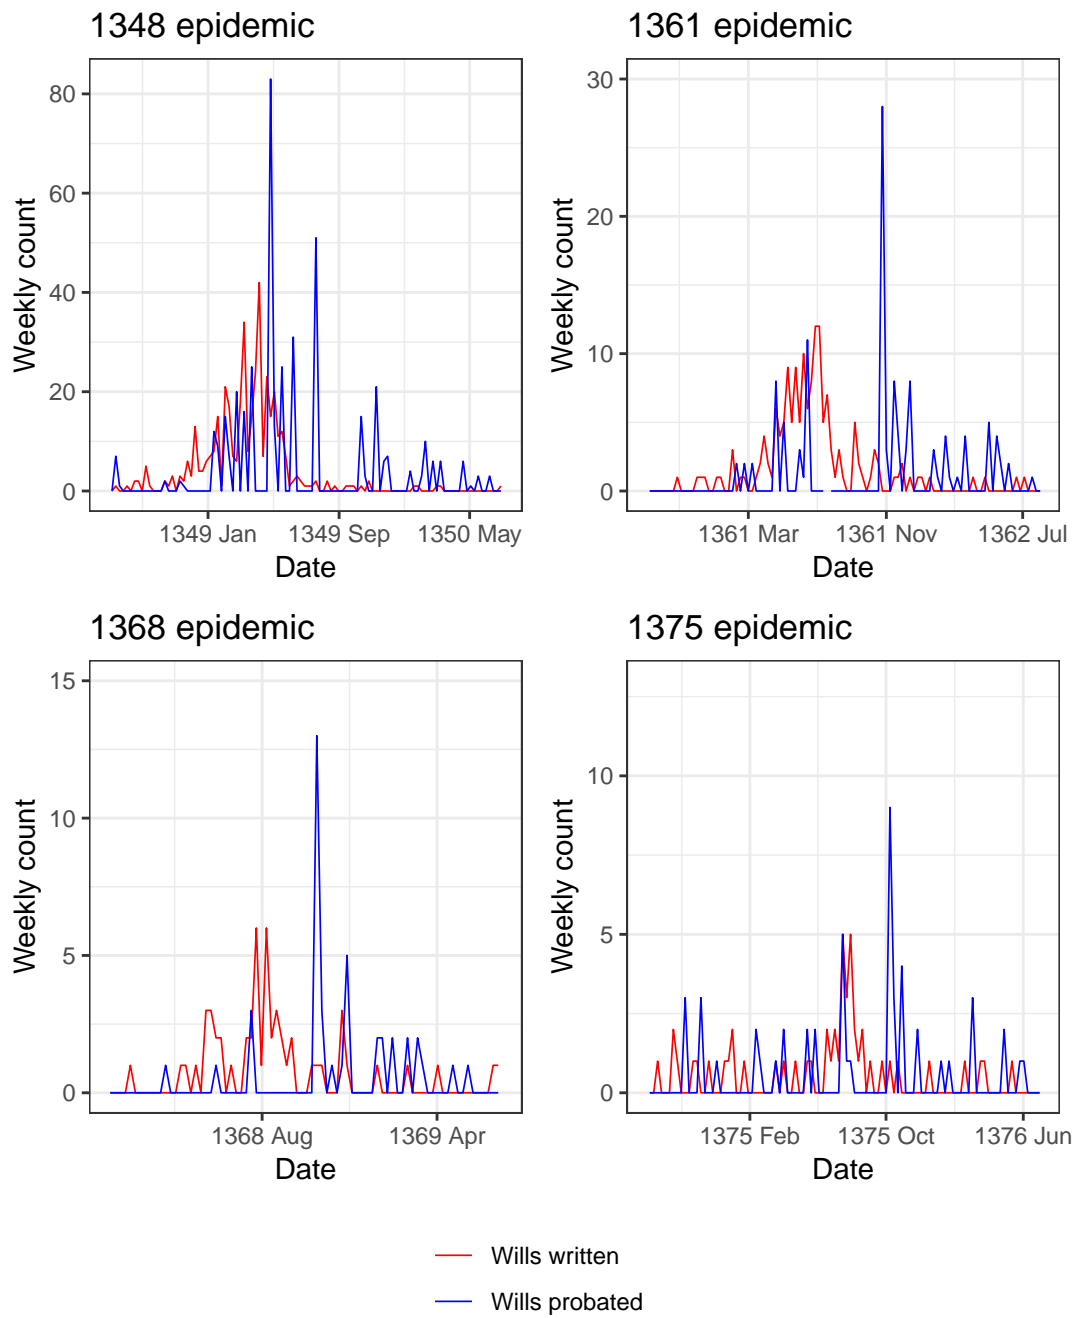 1348 epidemic
Weekly count
80
60
40
20
0
1349 Jan 1349 Sep 1350 May
Date
1361 epidemic
Weekly count
30
20
10
0
1361 Mar 1361 Nov 1362 Jul
Date
1368 epidemic
Weekly count
15
10
5
0
1368 Aug 1369 Apr
Date
1375 epidemic
Weekly count
10
5
0
1375 Feb 1375 Oct 1376 Jun
Date
Wills written
Wills probated